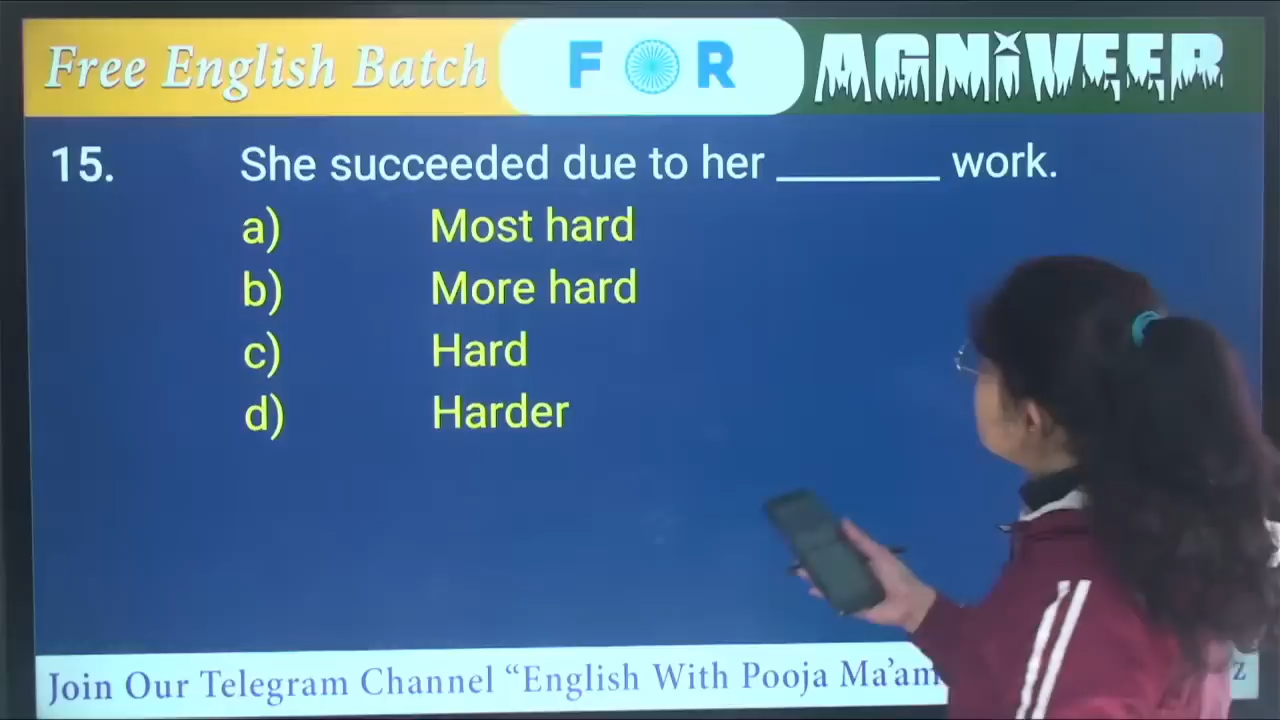 Free English Batch FOR AGNiVEER
15. She succeeded due to her ________ work.
a) Most hard
b) More hard
c) Hard
d) Harder
Join Our Telegram Channel “English With Pooja Ma’am